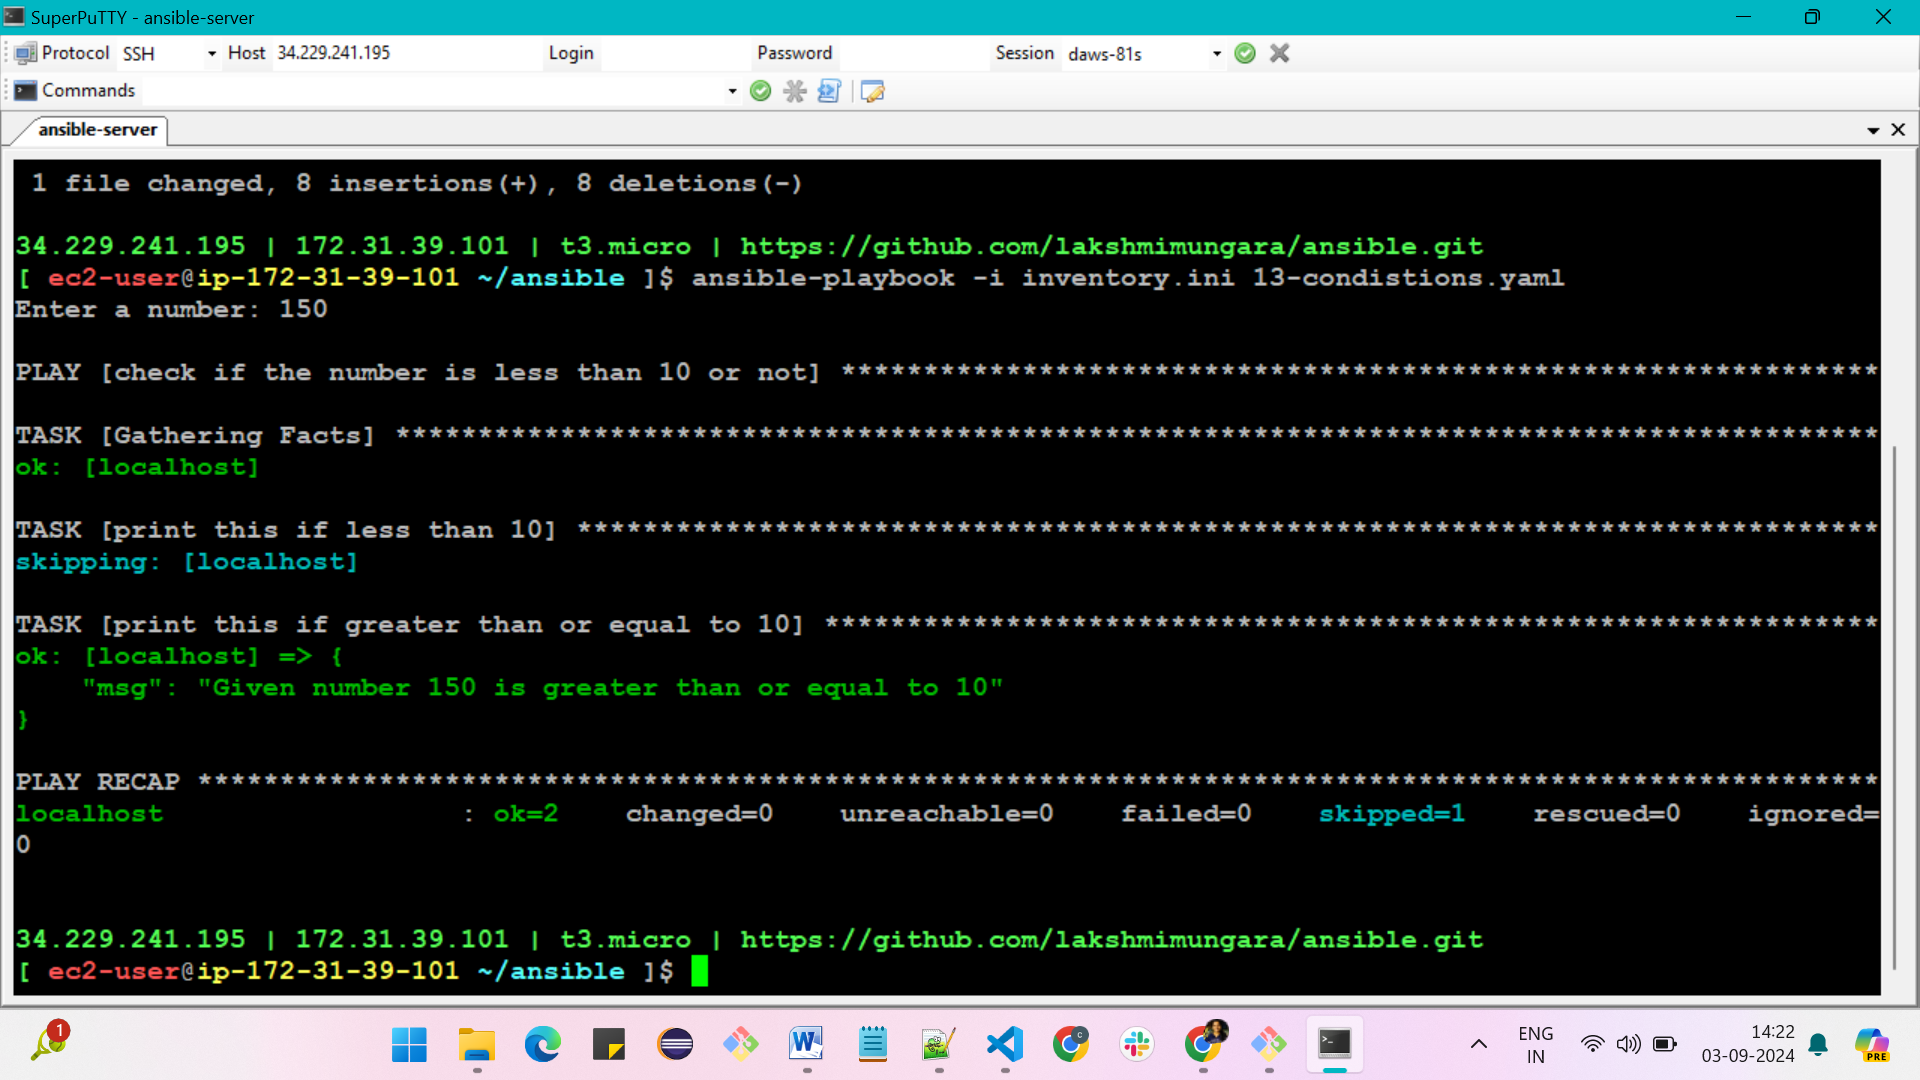 SuperPuTTY - ansible-server
Protocol SSH Host 34.229.241.195 Login Password Session daws-81s
Commands
ansible-server
1 file changed, 8 insertions(+), 8 deletions(-)
34.229.241.195 | 172.31.39.101 | t3.micro | https://github.com/lakshmimungara/ansible.git
[ ec2-user@ip-172-31-39-101 ~/ansible ]$ ansible-playbook -i inventory.ini 13-condistions.yaml
Enter a number: 150
PLAY [check if the number is less than 10 or not] ***************************************************************
TASK [Gathering Facts] ******************************************************************************************
ok: [localhost]
TASK [print this if less than 10] *******************************************************************************
skipping: [localhost]
TASK [print this if greater than or equal to 10] ****************************************************************
ok: [localhost] => {
    "msg": "Given number 150 is greater than or equal to 10"
}
PLAY RECAP ******************************************************************************************************
localhost                  : ok=2    changed=0    unreachable=0    failed=0    skipped=1    rescued=0    ignored=
0
34.229.241.195 | 172.31.39.101 | t3.micro | https://github.com/lakshmimungara/ansible.git
[ ec2-user@ip-172-31-39-101 ~/ansible ]$
1
ENG
IN
14:22
03-09-2024
PRE